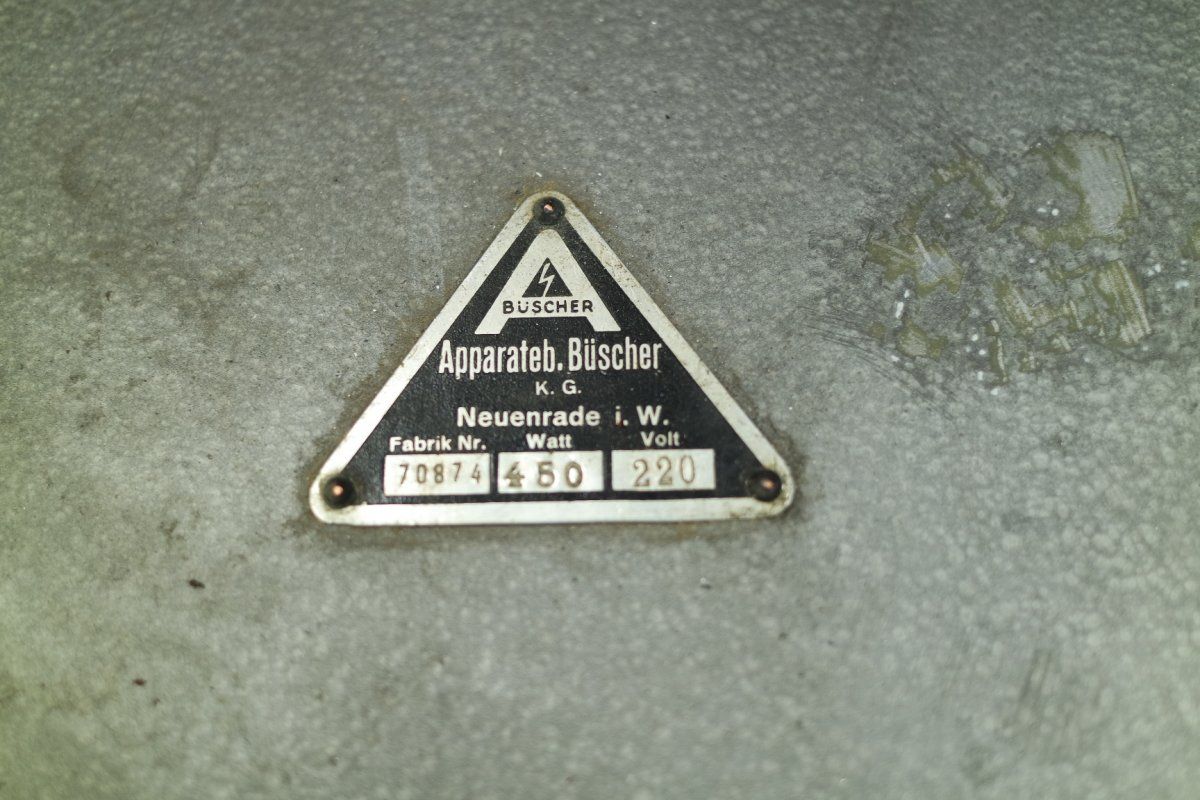 BÜSCHER
Apparateb. Büscher
K. G.
Neuenrade i. W.
Fabrik Nr. Watt Volt
70874 450 220